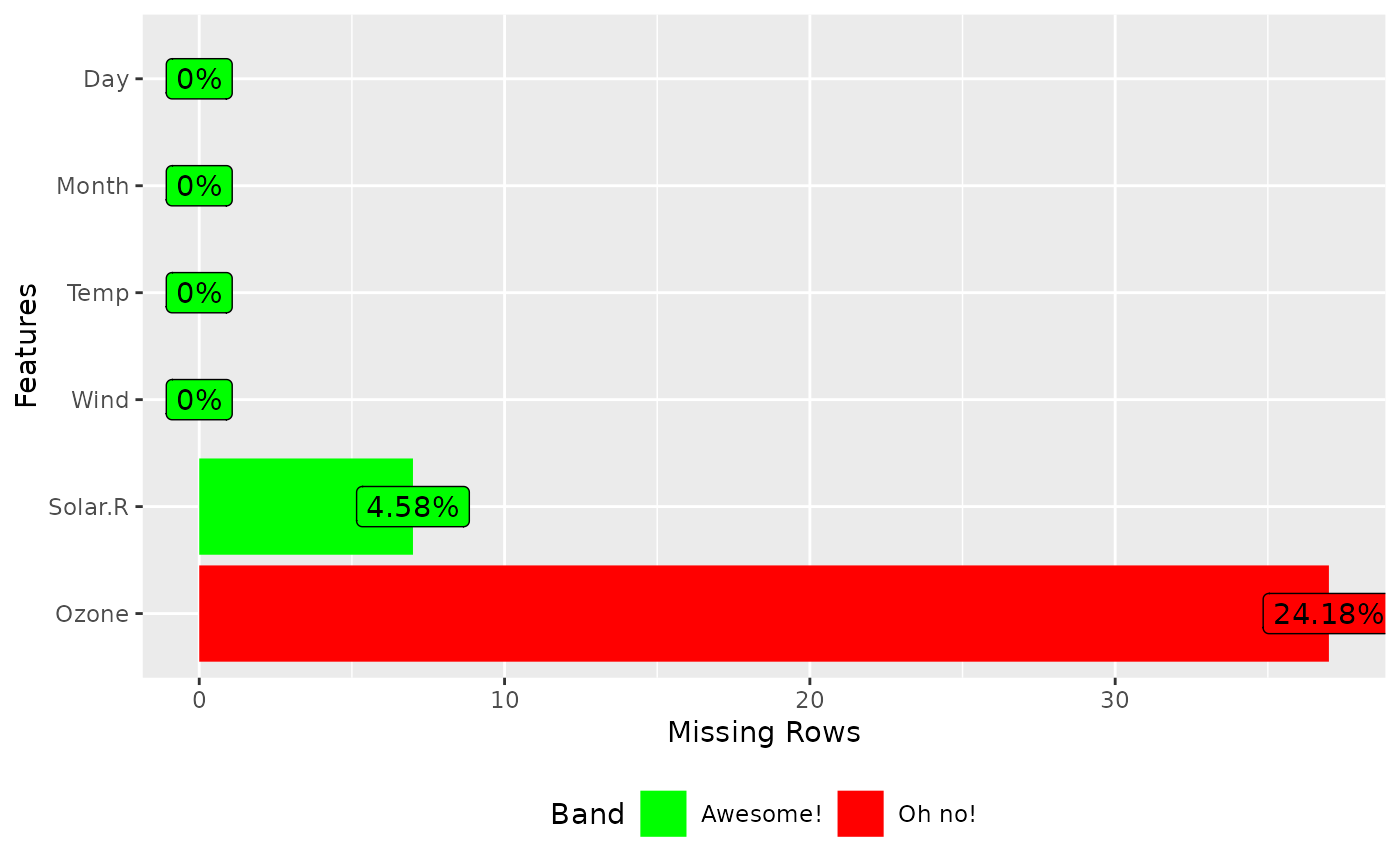 Day 0%
Month 0%
Temp 0%
Wind 0%
Solar.R 4.58%
Ozone 24.18%
Features
0 10 20 30
Missing Rows
Band Awesome! Oh no!